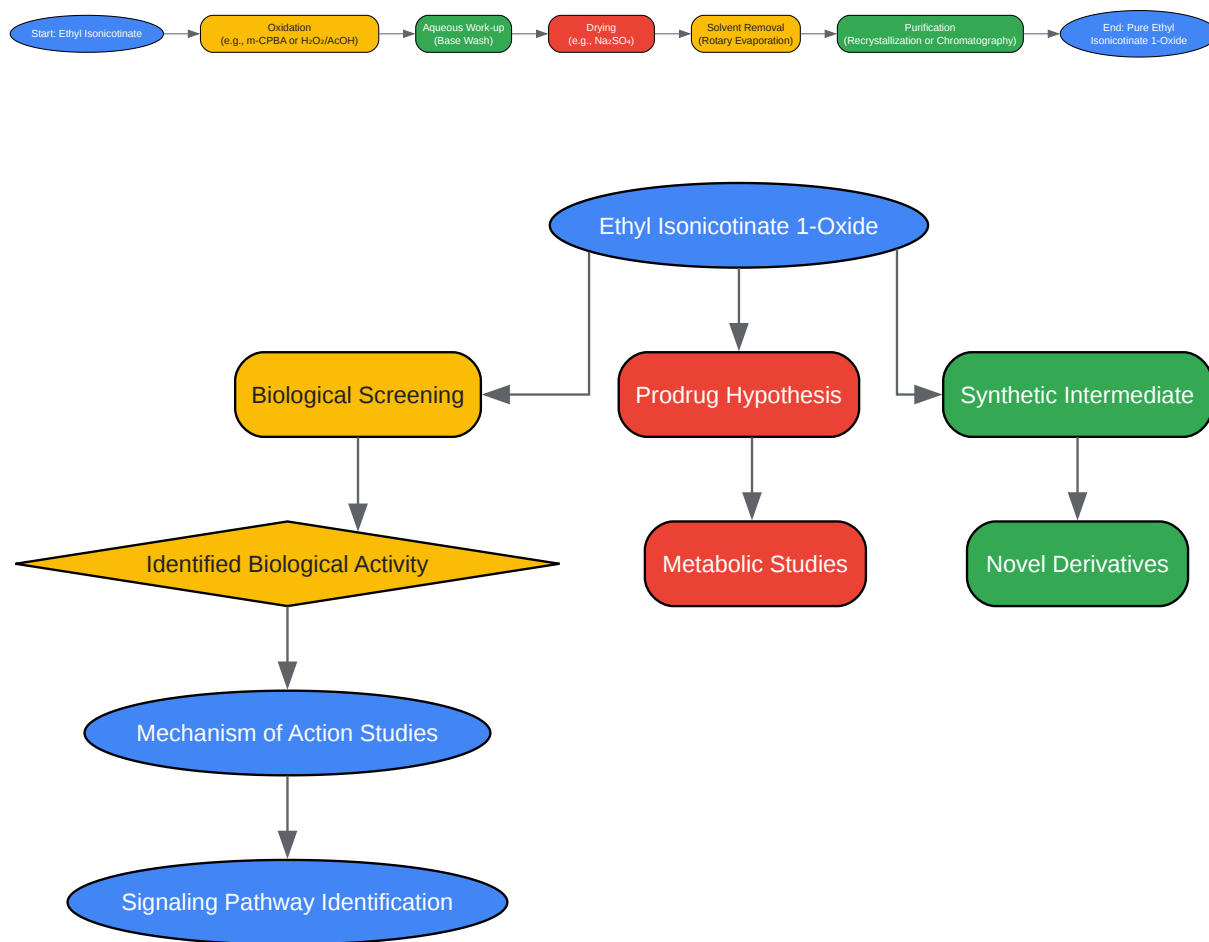 Start: Ethyl Isonicotinate
Oxidation
(e.g., m-CPBA or H₂O₂/AcOH)
Aqueous Work-up
(Base Wash)
Drying
(e.g., Na₂SO₄)
Solvent Removal
(Rotary Evaporation)
Purification
(Recrystallization or Chromatography)
End: Pure Ethyl
Isonicotinate 1-Oxide
Ethyl Isonicotinate 1-Oxide
Biological Screening
Prodrug Hypothesis
Synthetic Intermediate
Identified Biological Activity
Metabolic Studies
Novel Derivatives
Mechanism of Action Studies
Signaling Pathway Identification